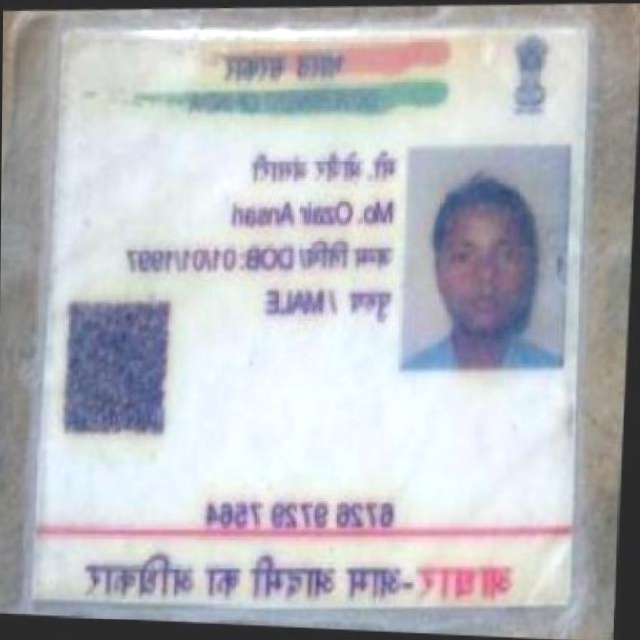 भारत सरकार
GOVERNMENT OF INDIA
मो. ओज़ैर अंसारी
Mo. Ozair Ansari
जन्म तिथि/ DOB: 01/01/1997
पुरुष / MALE
6726 9729 7564
आधार-आम आदमी का अधिकार